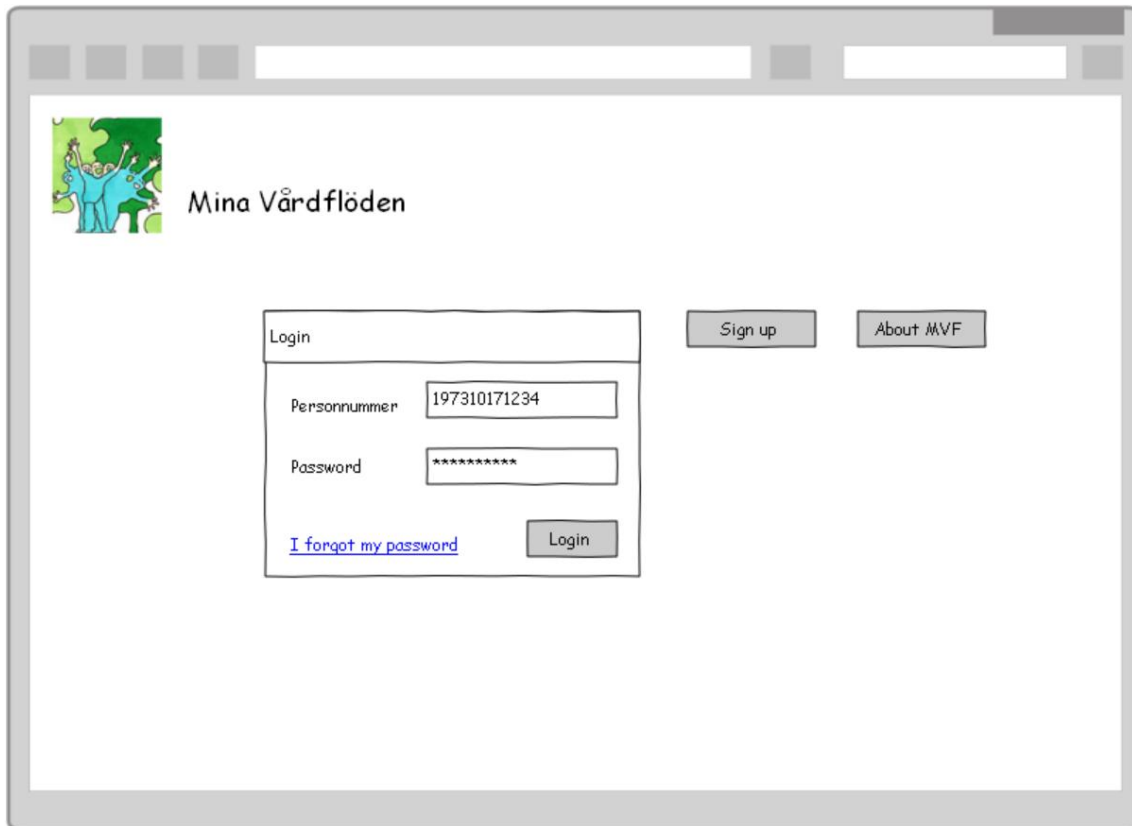 Mina Vårdflöden
Login
Sign up
About MVF
Personnummer
197310171234
Password
**********
I forgot my password
Login